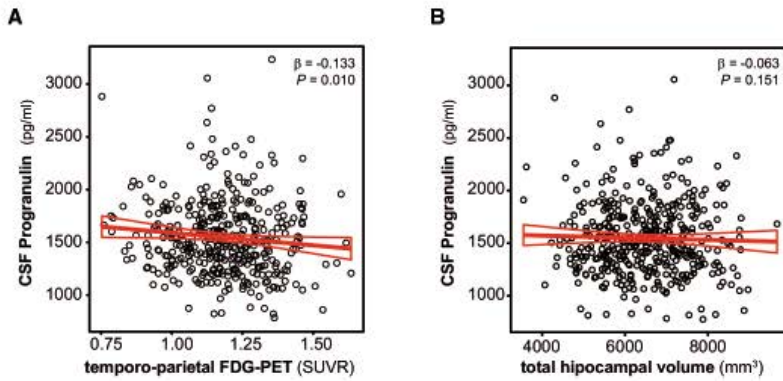 A
β = -0.133
P = 0.010
3000
2500
2000
1500
1000
CSF Progranulin (pg/ml)
0.75 1.00 1.25 1.50
temporo-parietal FDG-PET (SUVR)
B
β = -0.063
P = 0.151
3000
2500
2000
1500
1000
CSF Progranulin (pg/ml)
4000 6000 8000
total hipocampal volume (mm³)